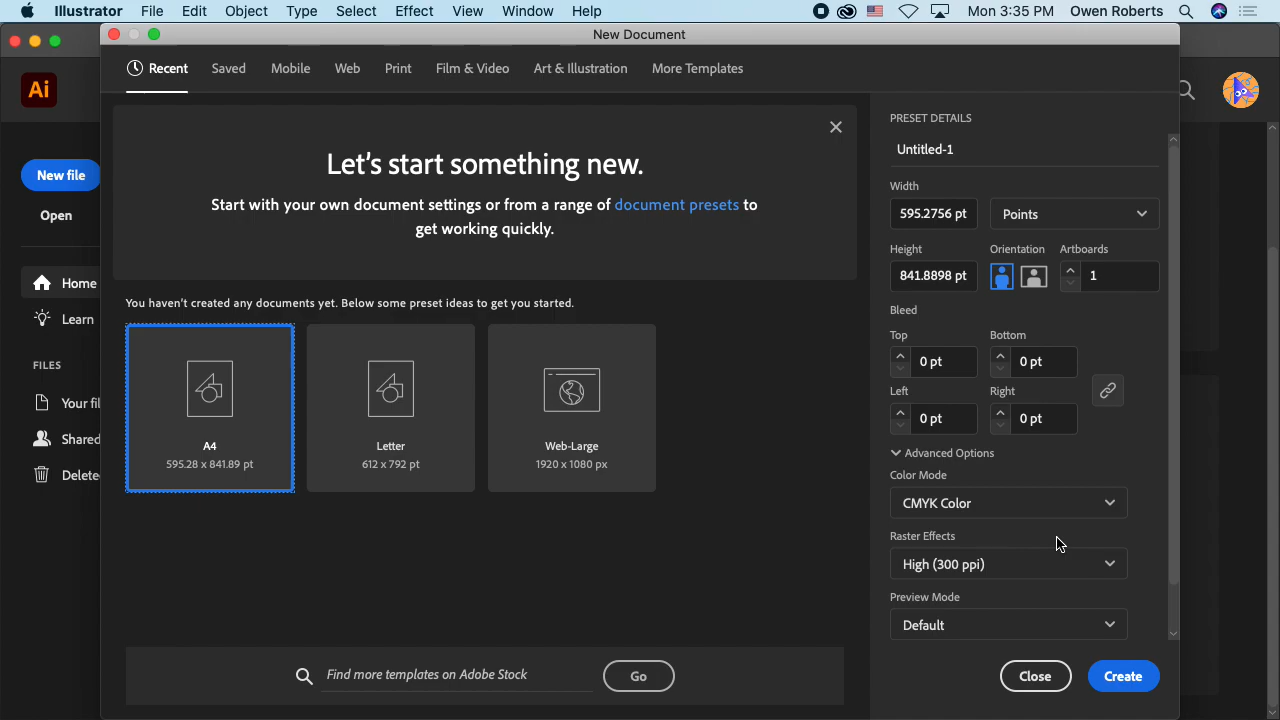 Illustrator File Edit Object Type Select Effect View Window Help Mon 3:35 PM Owen Roberts
New Document
Recent Saved Mobile Web Print Film & Video Art & Illustration More Templates
Ai
New file
Open
Home
Learn
FILES
Your fil
Shared
Delete
Let's start something new.
Start with your own document settings or from a range of document presets to
get working quickly.
You haven't created any documents yet. Below some preset ideas to get you started.
A4
595.28 x 841.89 pt
Letter
612 x 792 pt
Web-Large
1920 x 1080 px
Find more templates on Adobe Stock Go
PRESET DETAILS
Untitled-1
Width
595.2756 pt Points
Height Orientation Artboards
841.8898 pt 1
Bleed
Top Bottom
0 pt 0 pt
Left Right
0 pt 0 pt
Advanced Options
Color Mode
CMYK Color
Raster Effects
High (300 ppi)
Preview Mode
Default
Close Create